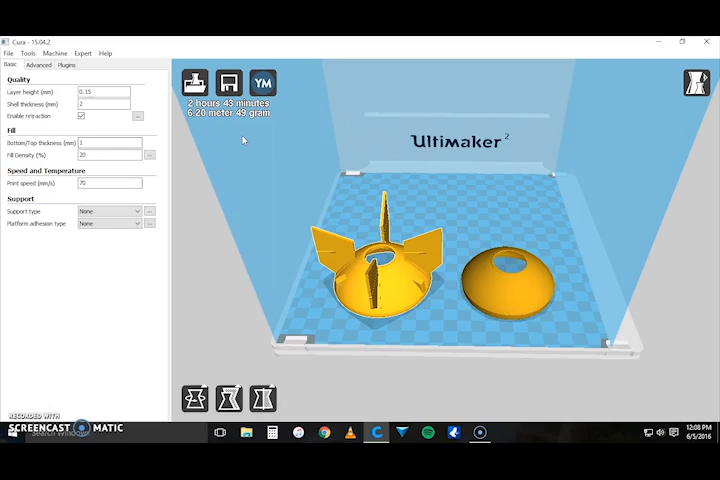 Cura - 15.04.2
File Tools Machine Expert Help
Basic Advanced Plugins
Quality
Layer height (mm) 0.15
Shell thickness (mm) 2
Enable retraction ...
Fill
Bottom/Top thickness (mm) 1
Fill Density (%) 20 ...
Speed and Temperature
Print speed (mm/s) 70
Support
Support type None ...
Platform adhesion type None ...
YM
2 hours 43 minutes
6.20 meter 49 gram
Ultimaker 2
RECORDED WITH
SCREENCAST MATIC
Search Windows
12:08 PM
6/5/2016